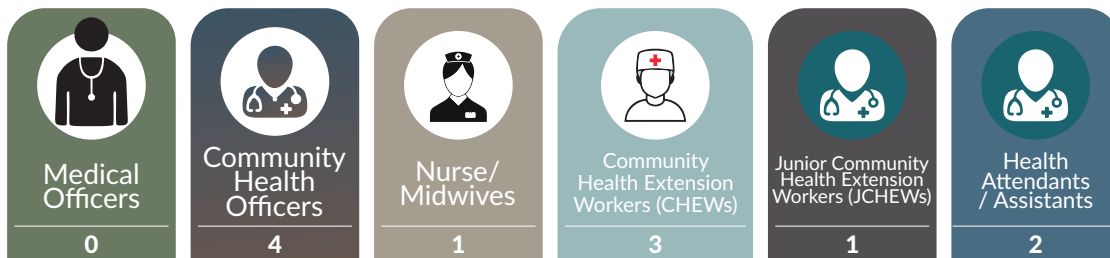 Medical
Officers
0
Community
Health
Officers
4
Nurse/
Midwives
1
Community
Health Extension
Workers (CHEWs)
3
Junior Community
Health Extension
Workers (JCHEWs)
1
Health
Attendants
/ Assistants
2